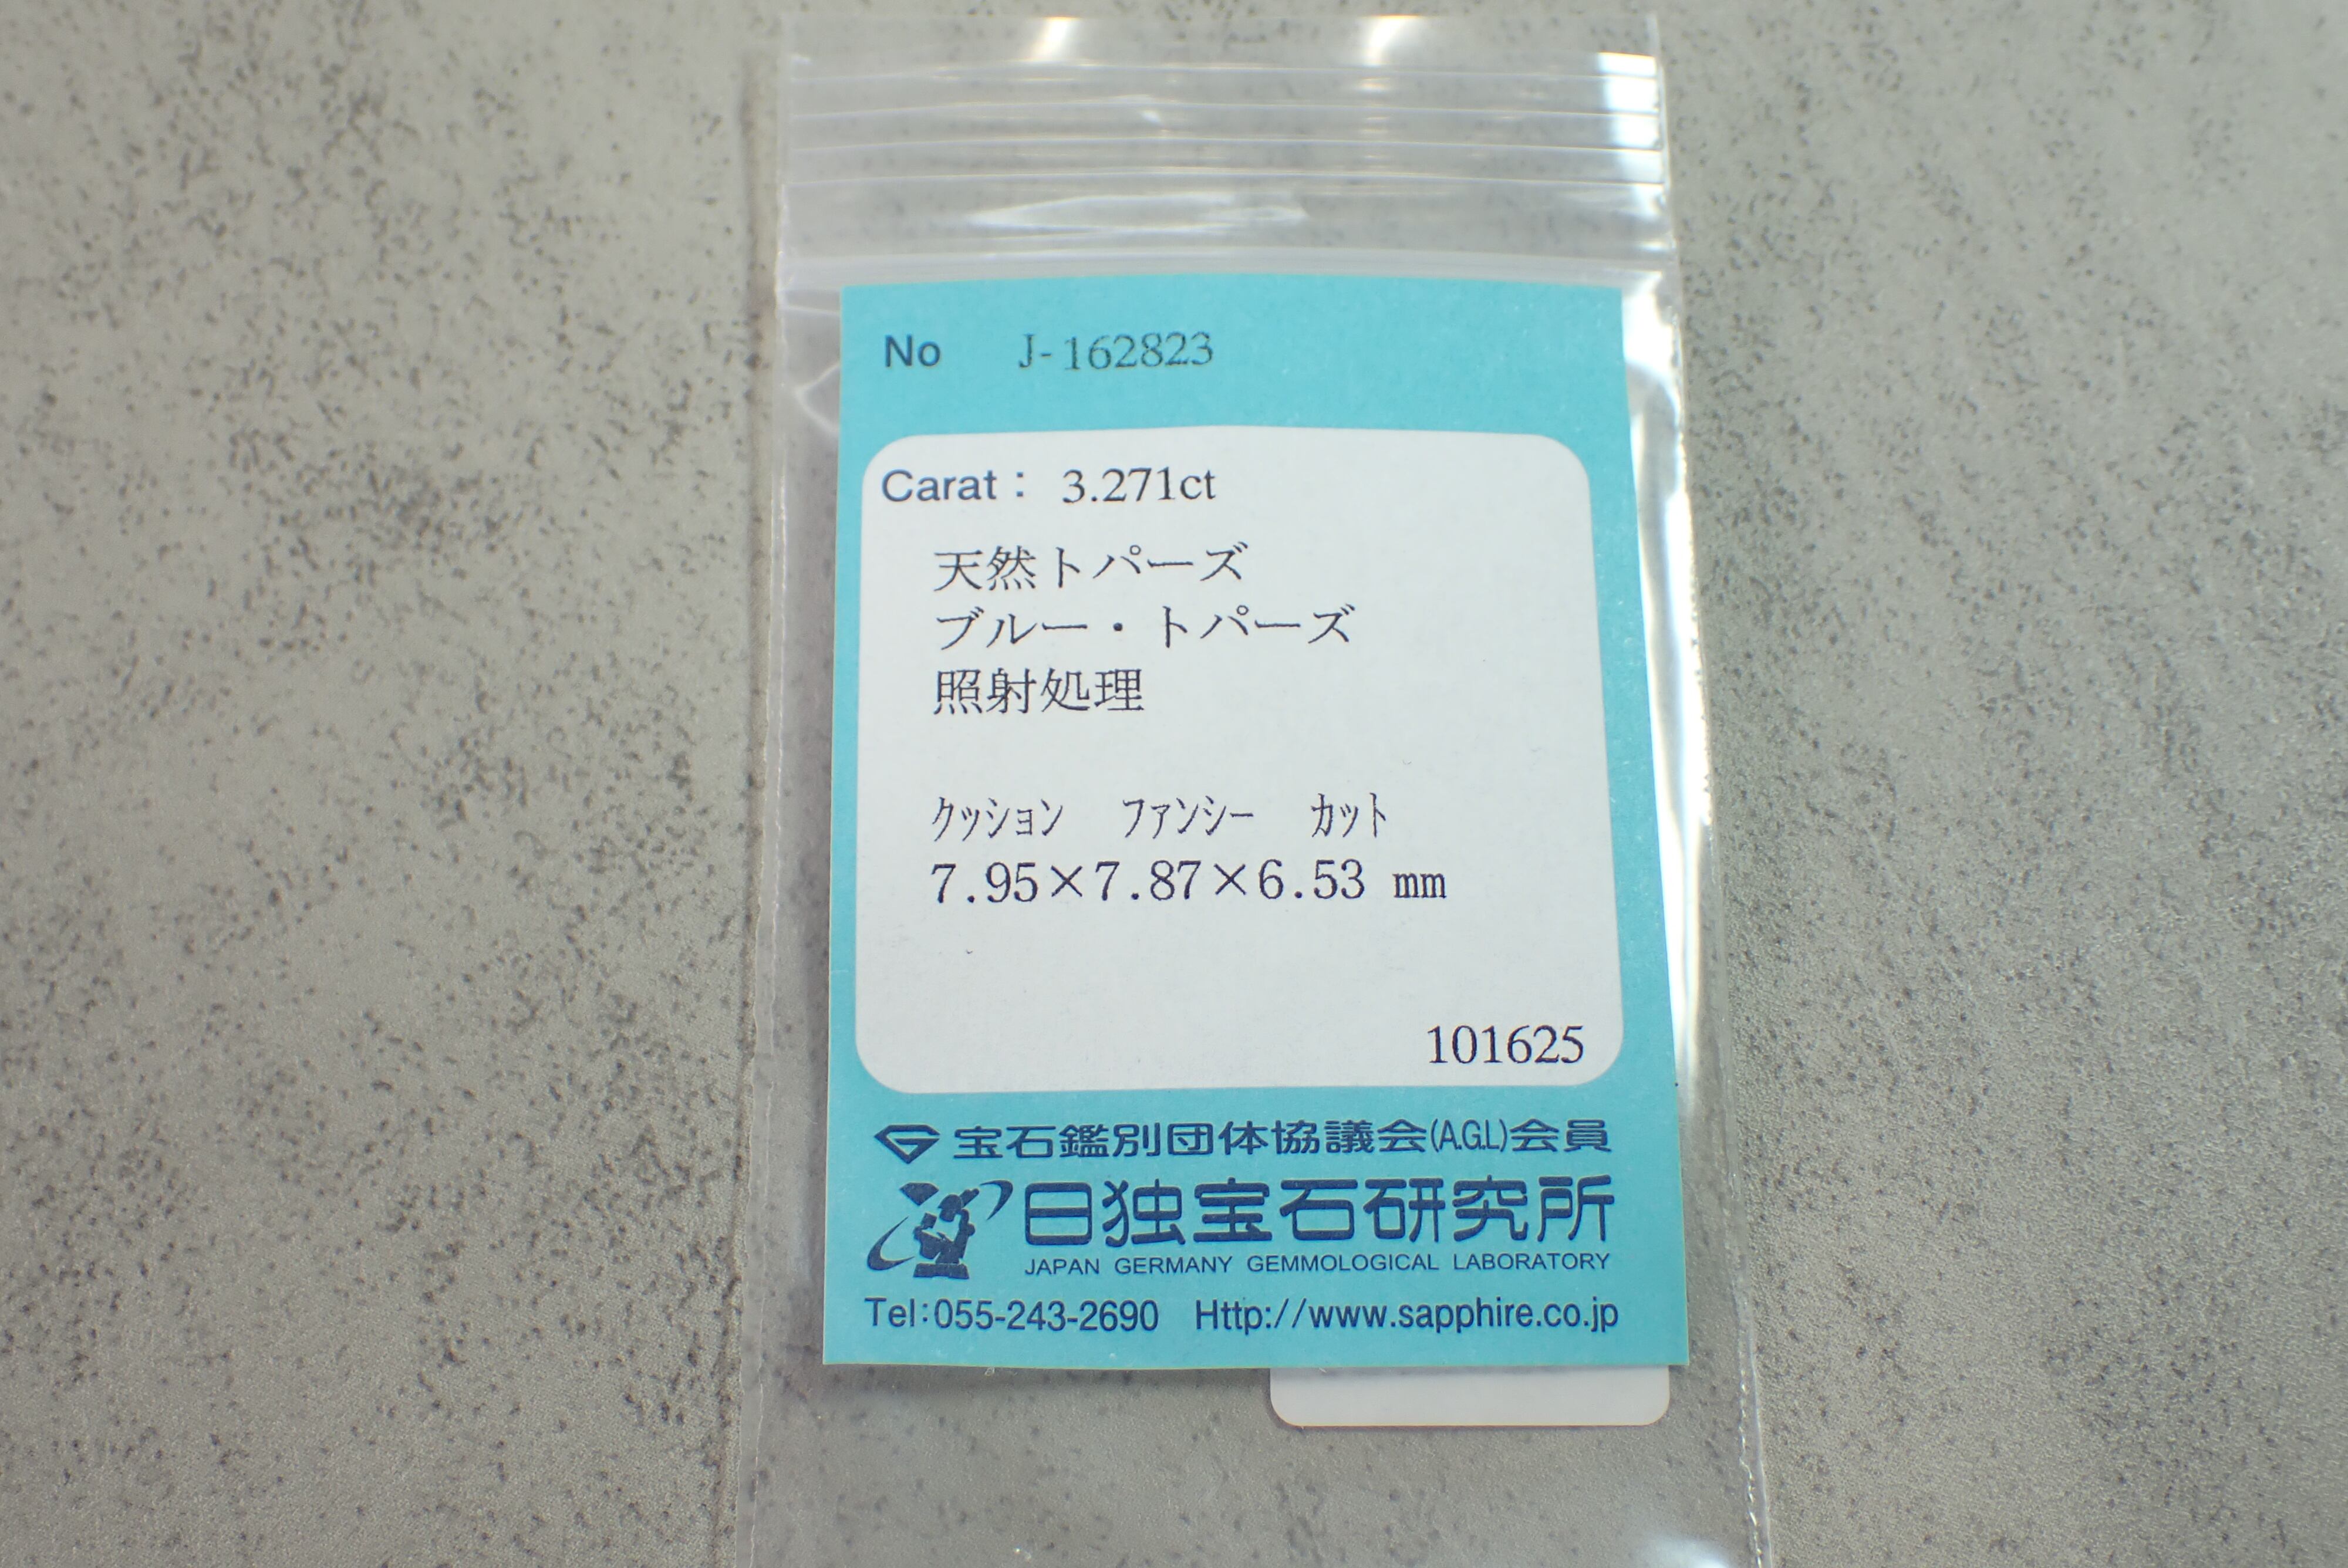 No J-162823
Carat： 3.271ct
天然トパーズ
ブルー・トパーズ
照射処理
ｸｯｼｮﾝ ﾌｧﾝｼｰ ｶｯﾄ
7.95×7.87×6.53 mm
101625
宝石鑑別団体協議会(A.G.L)会員
日独宝石研究所
JAPAN GERMANY GEMMOLOGICAL LABORATORY
Tel:055-243-2690 Http://www.sapphire.co.jp